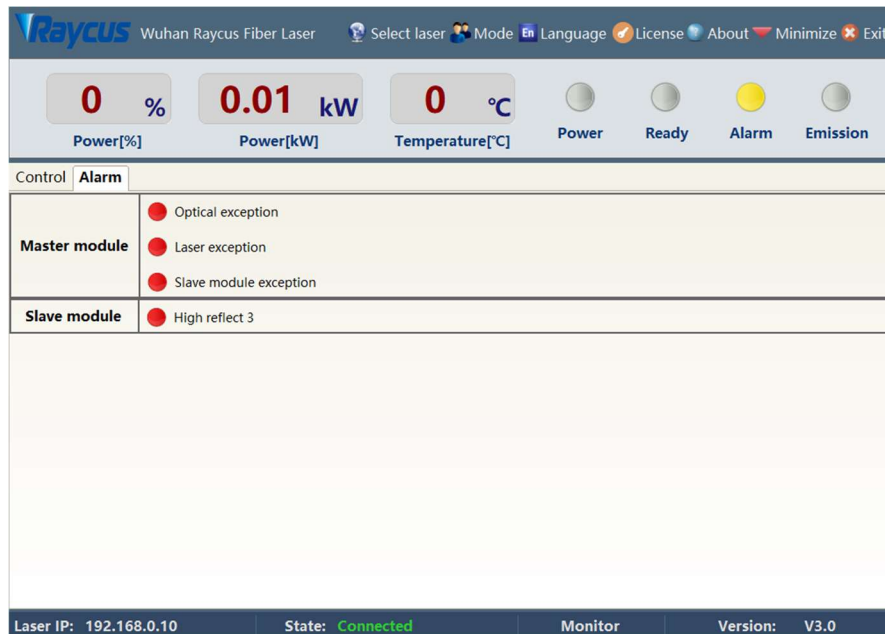 Raycus Wuhan Raycus Fiber Laser Select laser Mode En Language License About Minimize Exit
0 % 0.01 kW 0 °C
Power[%] Power[kW] Temperature[°C] Power Ready Alarm Emission
Control Alarm
Optical exception
Master module Laser exception
Slave module exception
Slave module High reflect 3
Laser IP: 192.168.0.10 State: Connected Monitor Version: V3.0